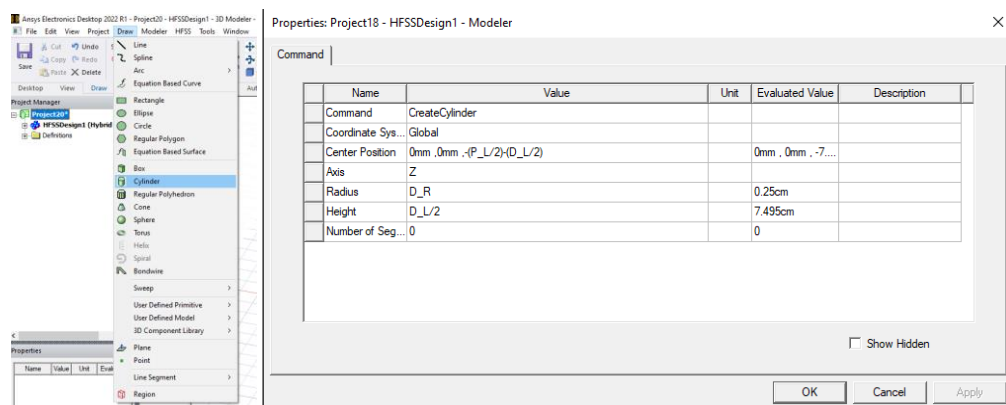 Ansys Electronics Desktop 2022 R1 - Project20 - HFSSDesign1 - 3D Modeler -
File Edit View Project Draw Modeler HFSS Tools Window
Save
Cut
Undo
Copy
Redo
Paste
Delete
Desktop View Draw
Aut
Project Manager
Project20*
HFSSDesign1 (Hybrid
Definitions
Line
Spline
Arc
Equation Based Curve
Rectangle
Ellipse
Circle
Regular Polygon
Equation Based Surface
Box
Cylinder
Regular Polyhedron
Cone
Sphere
Torus
Helix
Spiral
Bondwire
Sweep
User Defined Primitive
User Defined Model
3D Component Library
Plane
Point
Line Segment
Region
Properties
Name Value Unit Eval
Properties: Project18 - HFSSDesign1 - Modeler
Command
Name Value Unit Evaluated Value Description
Command CreateCylinder
Coordinate Sys... Global
Center Position 0mm ,0mm ,-(P_L/2)-(D_L/2) 0mm , 0mm , -7....
Axis Z
Radius D_R 0.25cm
Height D_L/2 7.495cm
Number of Seg... 0 0
Show Hidden
OK Cancel Apply